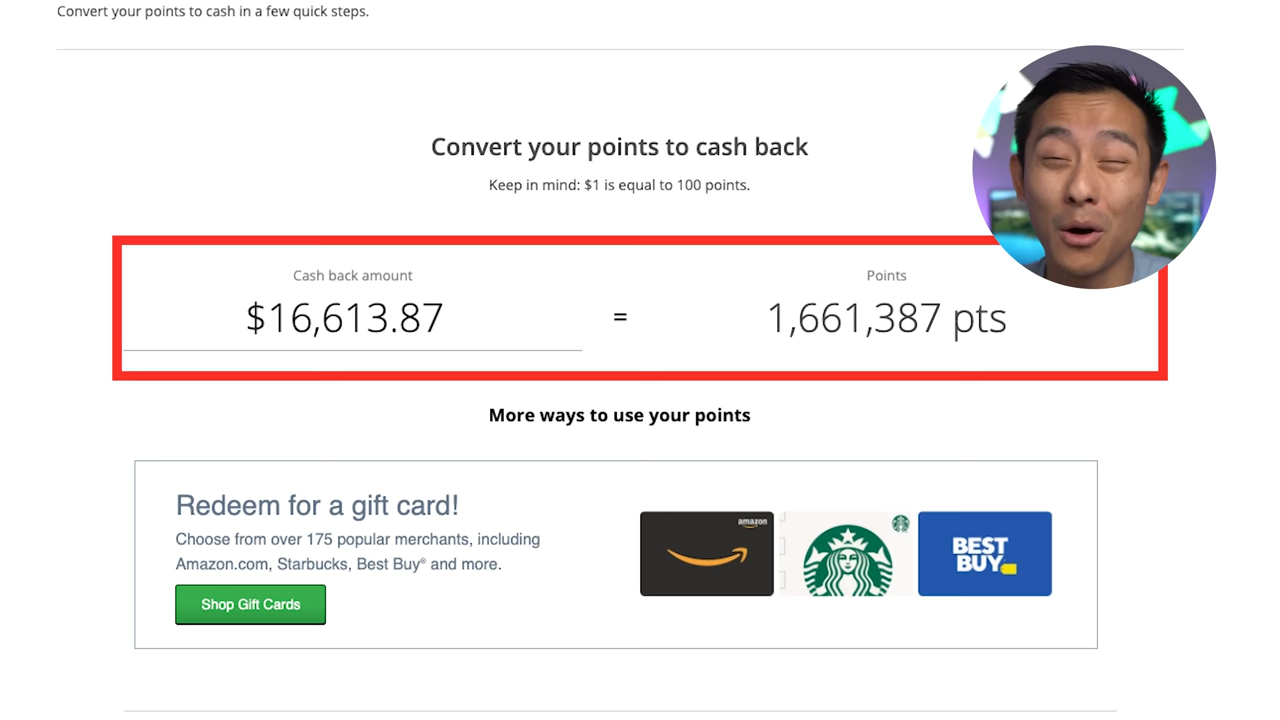 Convert your points to cash in a few quick steps.
Convert your points to cash back
Keep in mind: $1 is equal to 100 points.
Cash back amount
Points
$16,613.87
=
1,661,387 pts
More ways to use your points
Redeem for a gift card!
Choose from over 175 popular merchants, including
Amazon.com, Starbucks, Best Buy® and more.
Shop Gift Cards
amazon
BEST
BUY